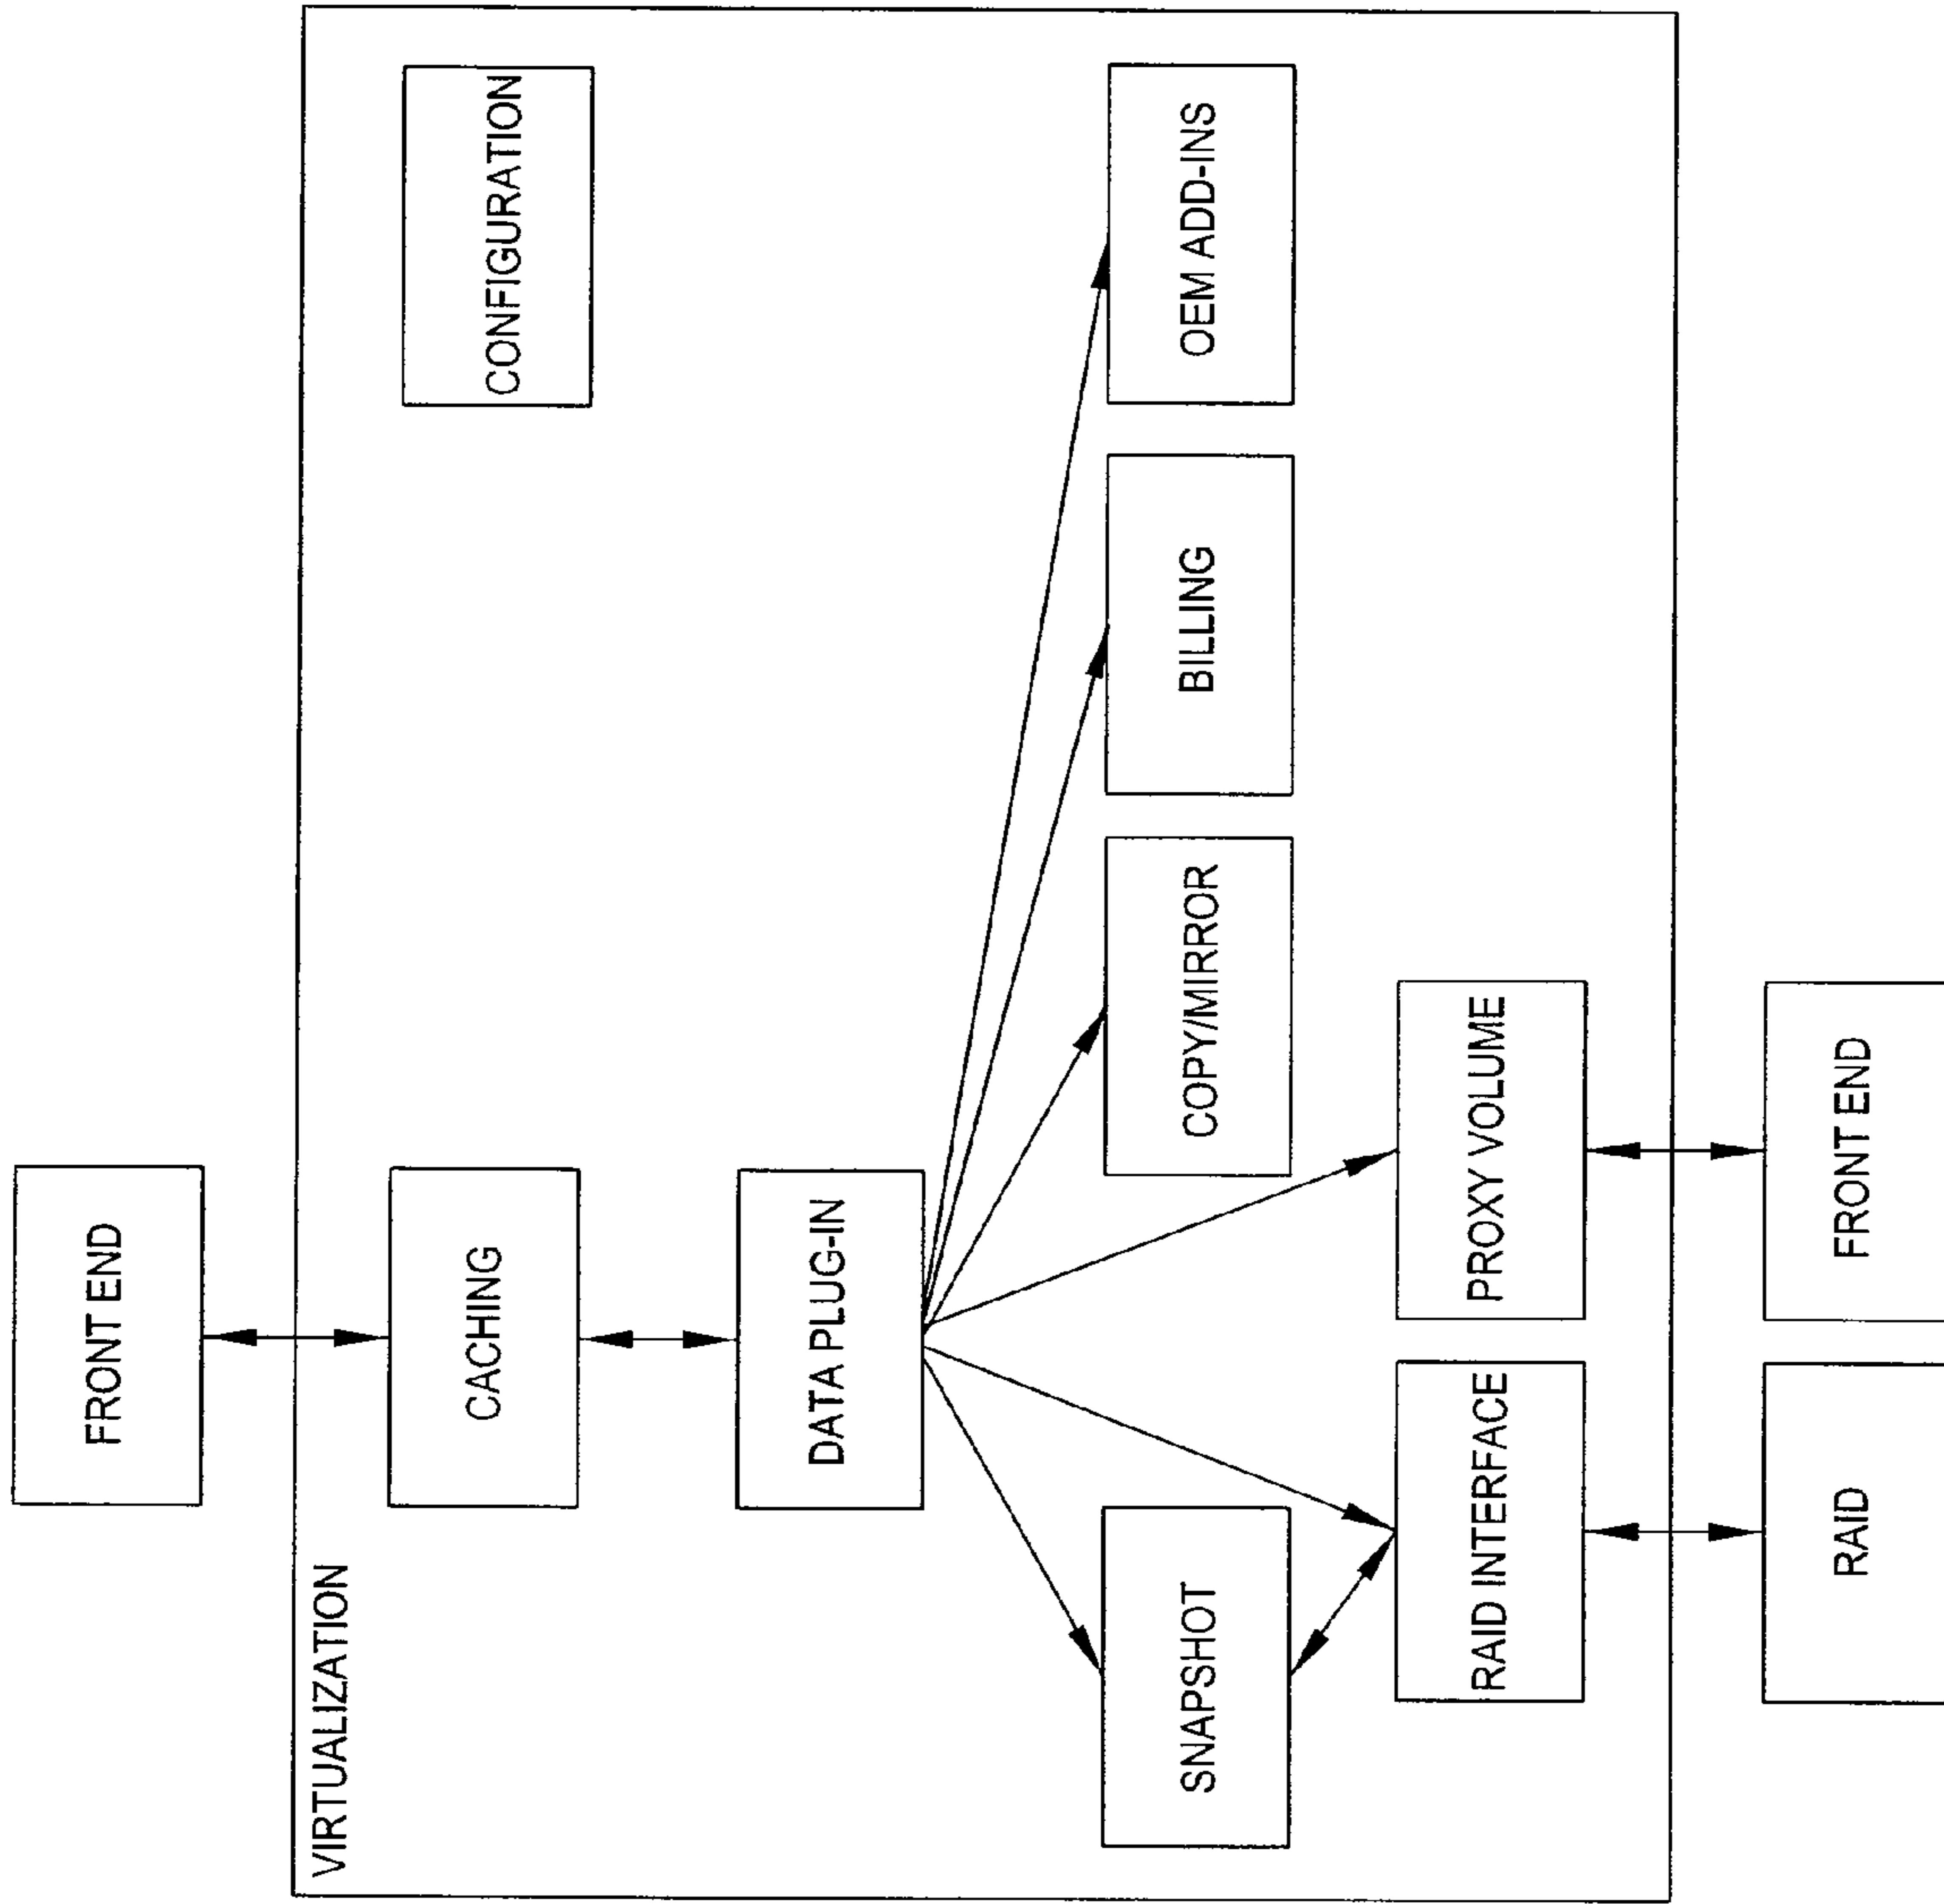 FRONT END
VIRTUALIZATION
CACHING
CONFIGURATION
DATA PLUG-IN
SNAPSHOT
COPY/MIRROR
BILLING
OEM ADD-INS
RAID INTERFACE
PROXY VOLUME
RAID
FRONT END